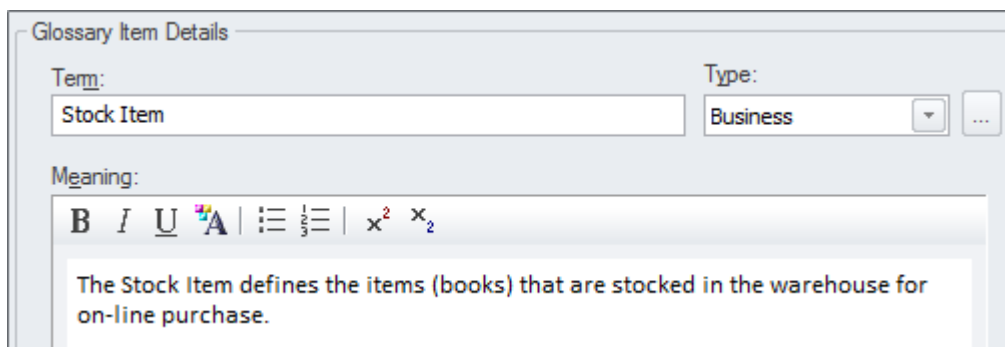 Glossary Item Details
Term: Type:
Stock Item Business ...
Meaning:
B I U A x² x₂
The Stock Item defines the items (books) that are stocked in the warehouse for
on-line purchase.